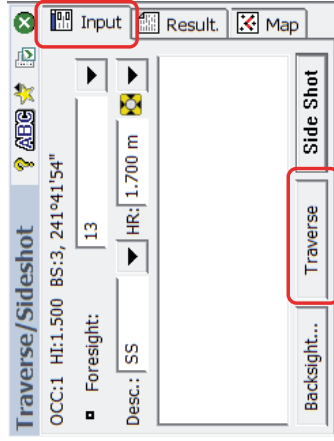 Traverse/Sideshot
? ABC
Input Result. Map
OCC:1 HI:1.500 BS:3, 241°41'54"
Foresight: 13
Desc.: SS HR: 1.700 m
Backsight... Traverse Side Shot